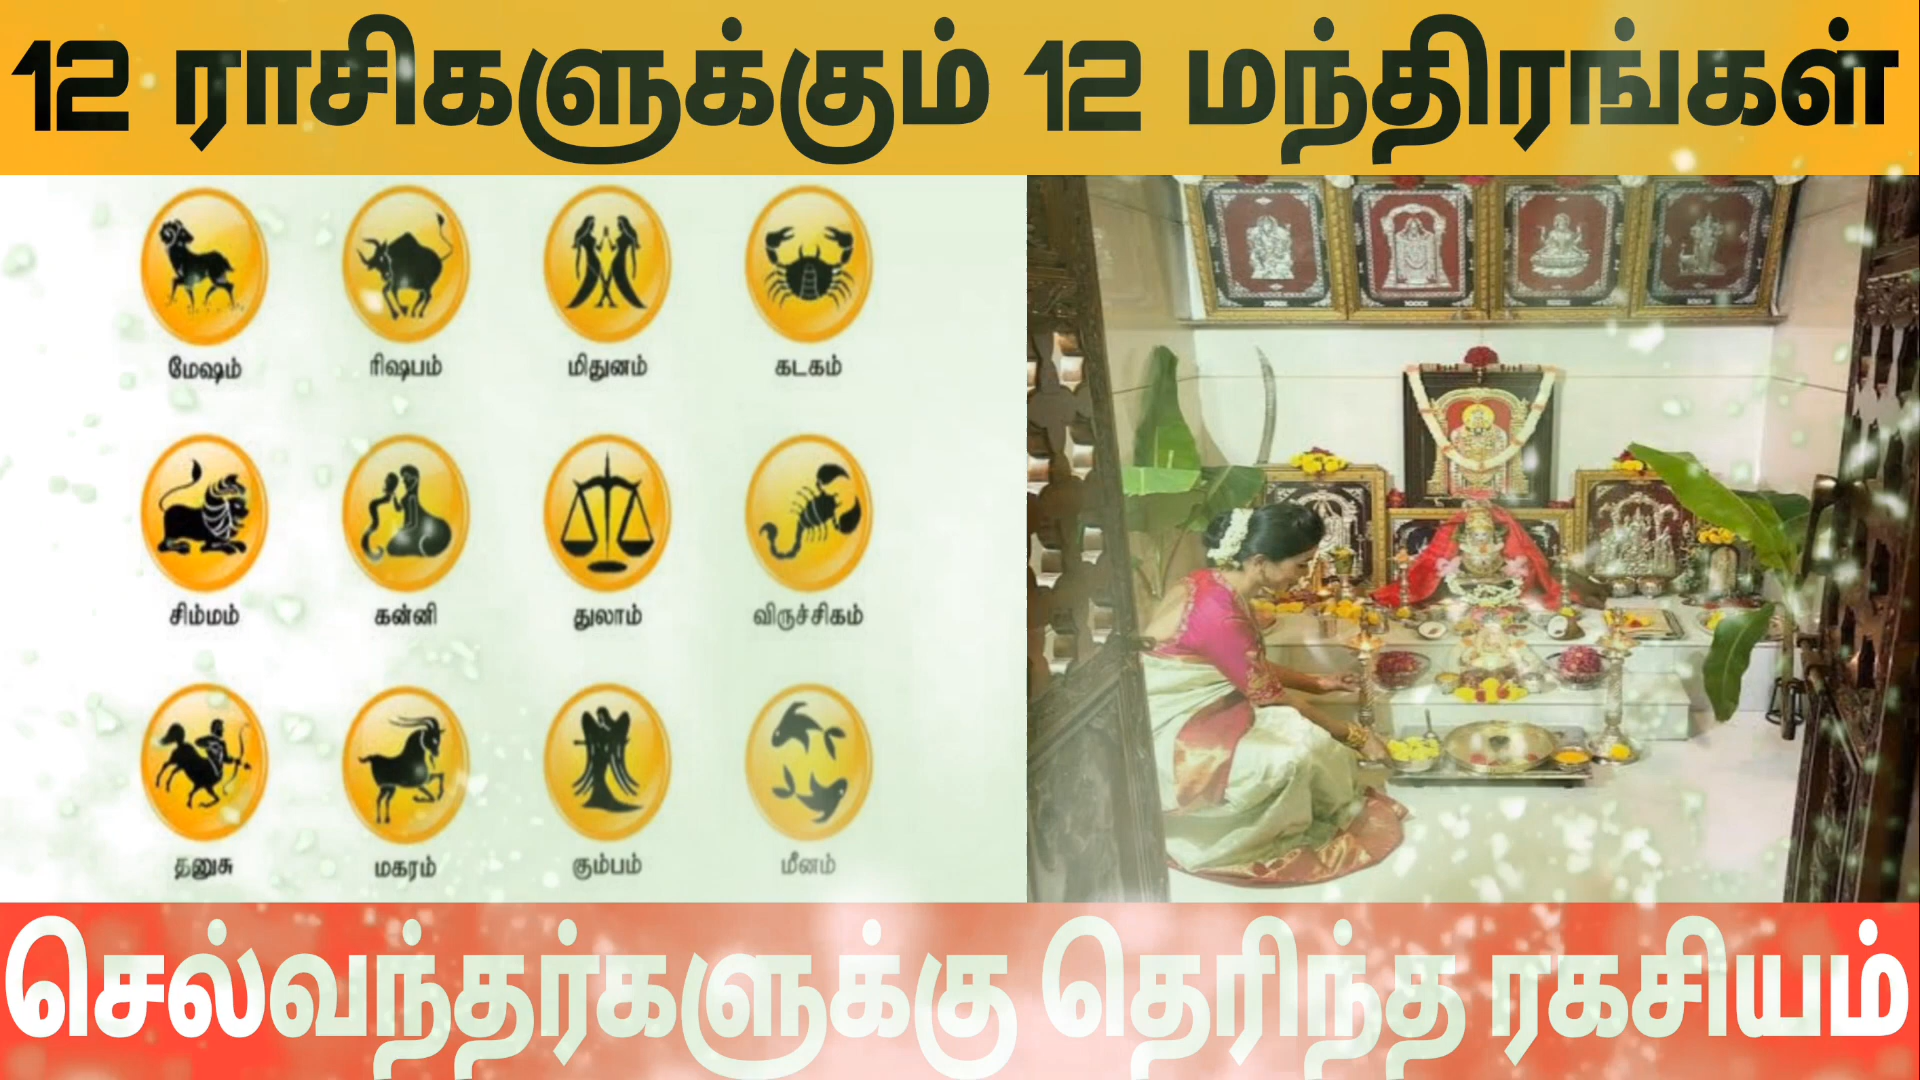 12 ராசிகளுக்கும் 12 மந்திரங்கள்
மேஷம் ரிஷபம் மிதுனம் கடகம்
சிம்மம் கன்னி துலாம் விருச்சிகம்
தனுசு மகரம் கும்பம் மீனம்
செல்வந்தர்களுக்கு தெரிந்த ரகசியம்